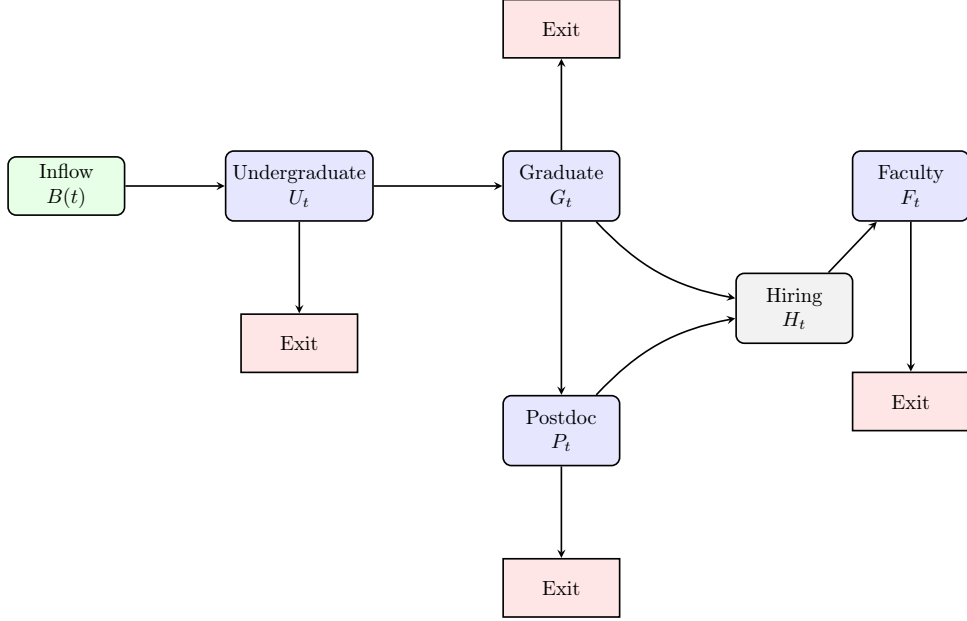 Exit
Inflow
B(t)
Undergraduate
U_t
Graduate
G_t
Faculty
F_t
Hiring
H_t
Exit
Exit
Postdoc
P_t
Exit